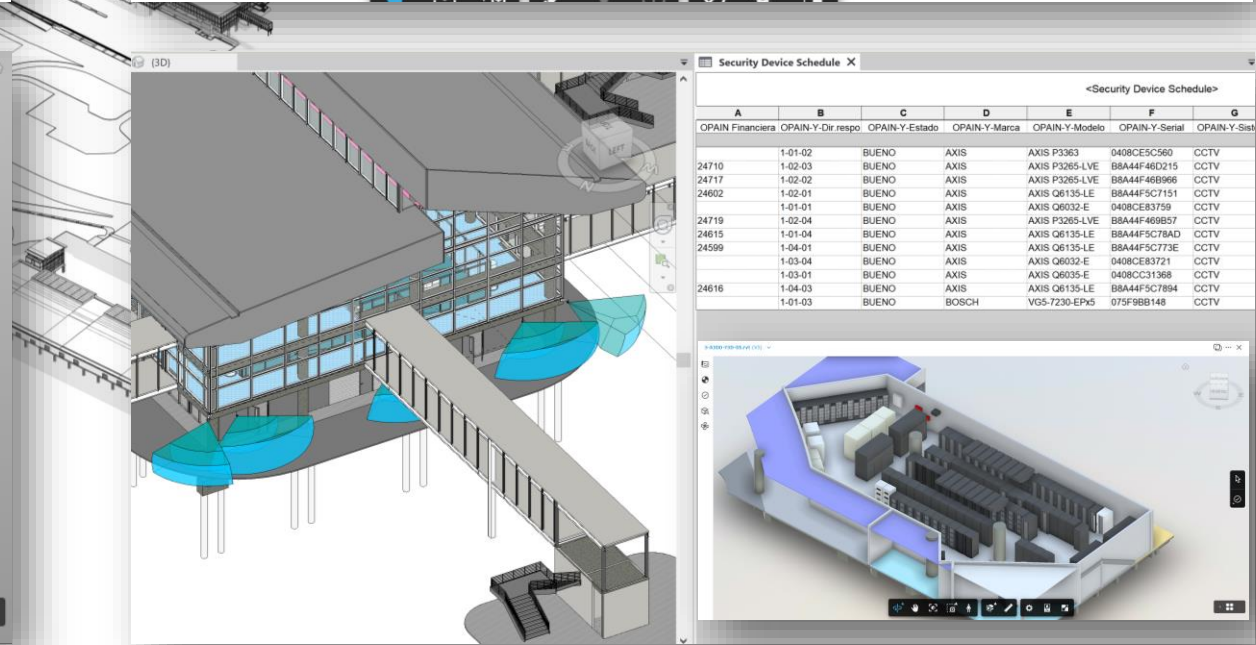 {3D}
Security Device Schedule X
<Security Device Schedule>
A B C D E F G
OPAIN Financiera OPAIN-Y-Dir.respo OPAIN-Y-Estado OPAIN-Y-Marca OPAIN-Y-Modelo OPAIN-Y-Serial OPAIN-Y-Sist
1-01-02 BUENO AXIS AXIS P3363 0408CE5C560 CCTV
24710 1-02-03 BUENO AXIS AXIS P3265-LVE B8A44F46D215 CCTV
24717 1-02-02 BUENO AXIS AXIS P3265-LVE B8A44F46B966 CCTV
24602 1-02-01 BUENO AXIS AXIS Q6135-LE B8A44F5C7151 CCTV
1-01-01 BUENO AXIS AXIS Q6032-E 0408CE83759 CCTV
24719 1-02-04 BUENO AXIS AXIS P3265-LVE B8A44F469B57 CCTV
24615 1-01-04 BUENO AXIS AXIS Q6135-LE B8A44F5C78AD CCTV
24599 1-04-01 BUENO AXIS AXIS Q6135-LE B8A44F5C773E CCTV
1-03-04 BUENO AXIS AXIS Q6032-E 0408CE83721 CCTV
1-03-01 BUENO AXIS AXIS Q6035-E 0408CC31368 CCTV
24616 1-04-03 BUENO AXIS AXIS Q6135-LE B8A44F5C7894 CCTV
1-01-03 BUENO BOSCH VG5-7230-EPx5 075F9BB148 CCTV
LEFT